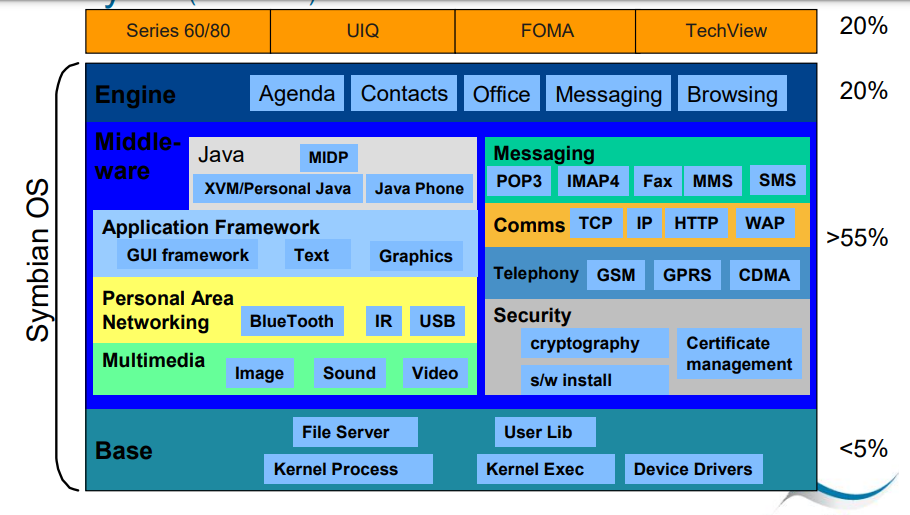 Series 60/80 UIQ FOMA TechView 20%
Symbian OS
Engine Agenda Contacts Office Messaging Browsing 20%
Middle-
ware
Java MIDP
XVM/Personal Java Java Phone
Application Framework
GUI framework Text Graphics
Personal Area
Networking BlueTooth IR USB
Multimedia
Image Sound Video
Messaging
POP3 IMAP4 Fax MMS SMS
Comms TCP IP HTTP WAP
>55%
Telephony GSM GPRS CDMA
Security
cryptography
s/w install
Certificate
management
Base
File Server User Lib
Kernel Process Kernel Exec Device Drivers
<5%